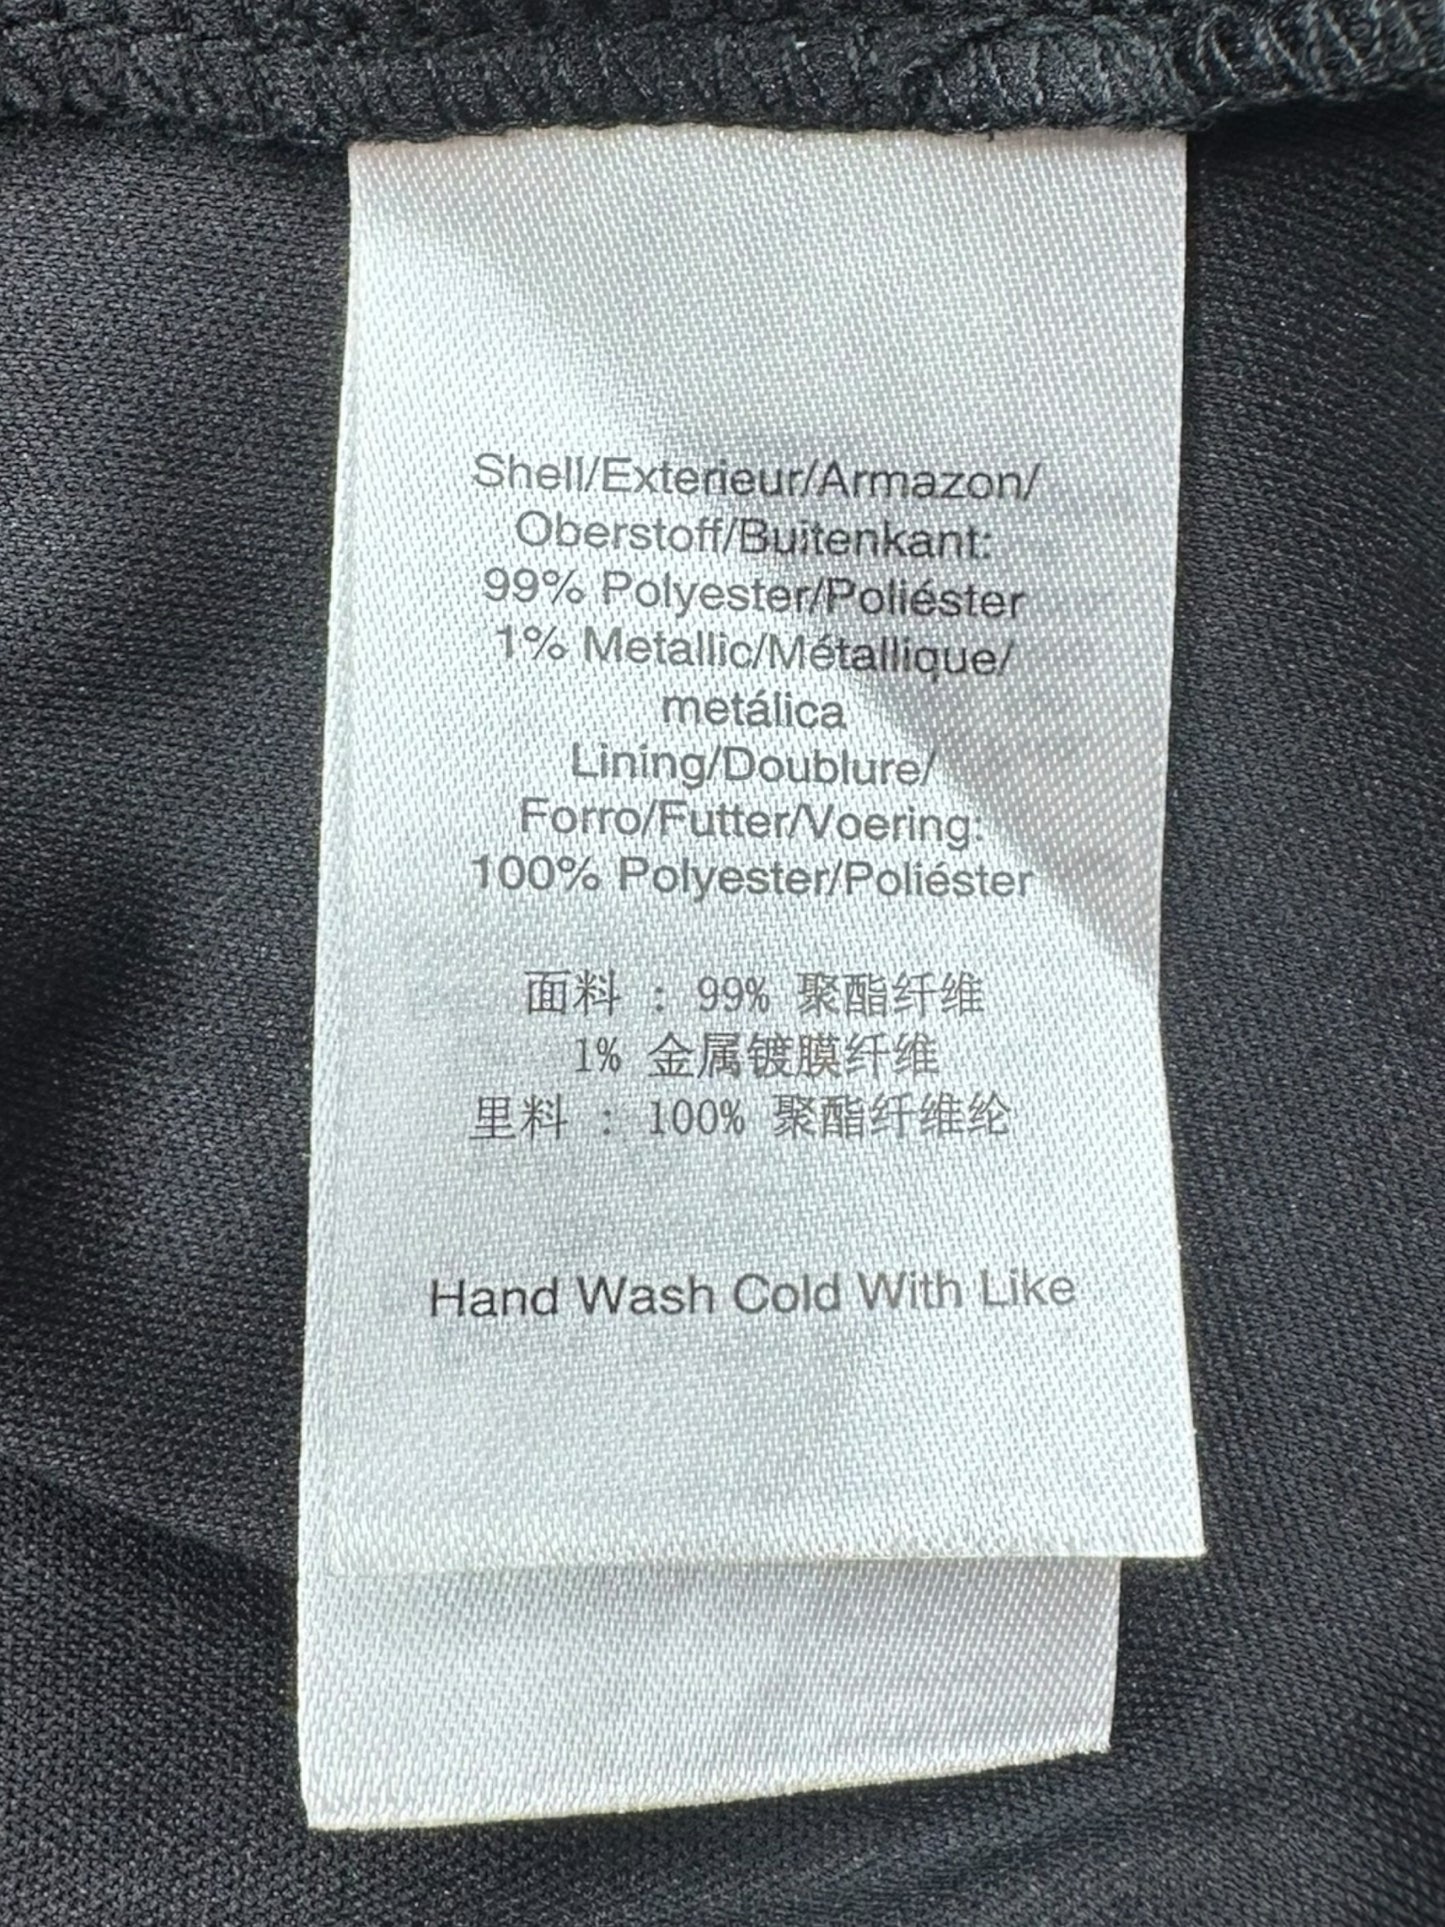 Shell/Exterieur/Armazon/
Oberstoff/Buitenkant:
99% Polyester/Poliéster
1% Metallic/Métallique/
metálica
Lining/Doublure/
Forro/Futter/Voering:
100% Polyester/Poliéster
面料 : 99% 聚酯纤维
1% 金属镀膜纤维
里料 : 100% 聚酯纤维纶
Hand Wash Cold With Like